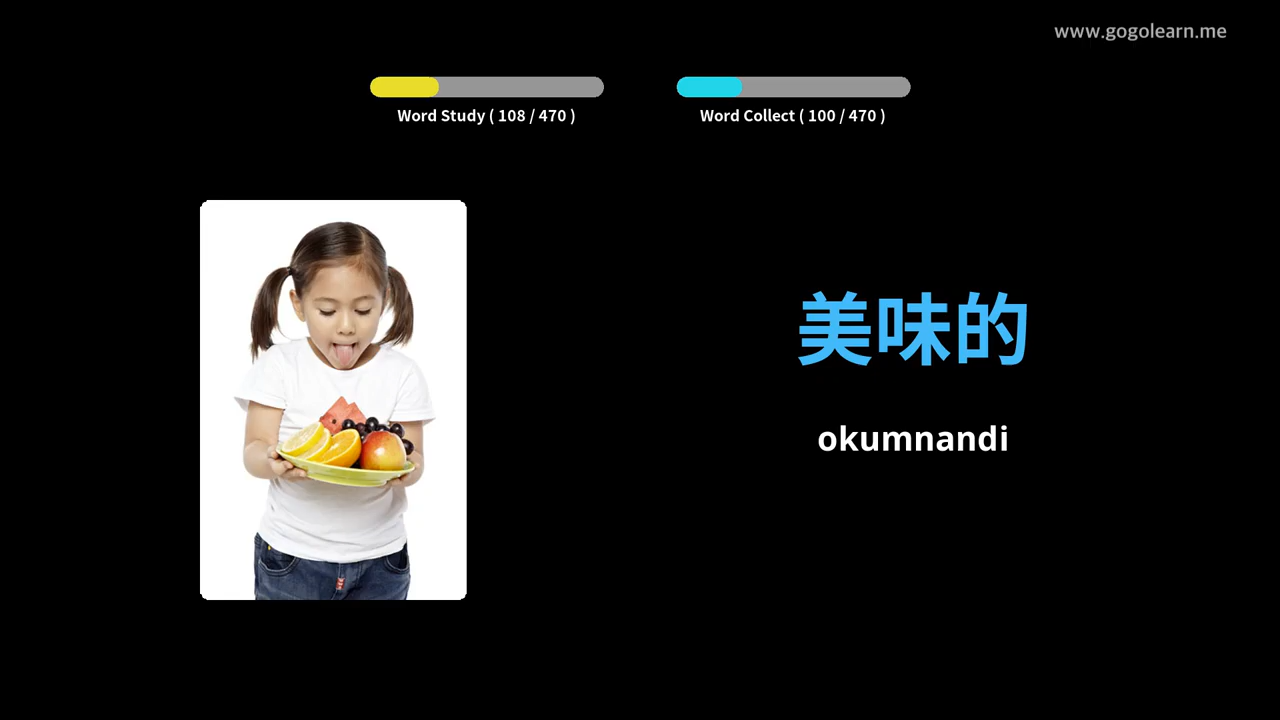 www.gogolearn.me
Word Study ( 108 / 470 )
Word Collect ( 100 / 470 )
美味的
okumnandi